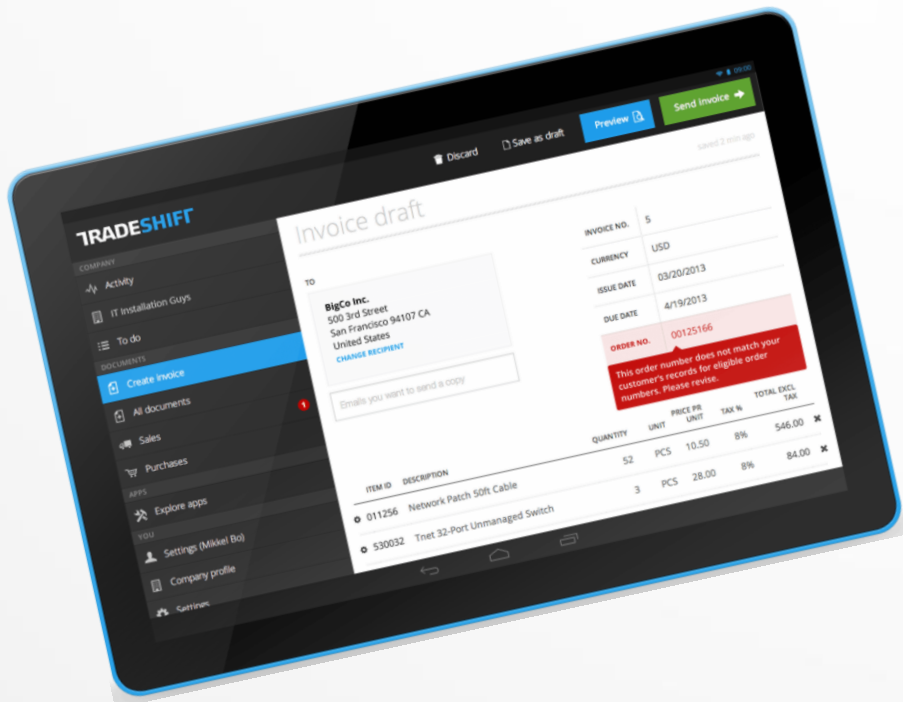 09:00
Discard
Save as draft
Preview
Send invoice
TRADESHIFT
COMPANY
Activity
IT Installation Guys
To do
DOCUMENTS
Create invoice
All documents
Sales
1
Purchases
APPS
Explore apps
YOU
Settings (Mikkel Bo)
Company profile
Settings
Invoice draft
saved 2 min ago
TO
BigCo Inc.
500 3rd Street
San Francisco 94107 CA
United States
CHANGE RECIPIENT
Emails you want to send a copy
INVOICE NO. 5
CURRENCY USD
ISSUE DATE 03/20/2013
DUE DATE 4/19/2013
ORDER NO. 00125166
This order number does not match your
customer's records for eligible order
numbers. Please revise.
ITEM ID DESCRIPTION QUANTITY UNIT PRICE PR UNIT TAX % TOTAL EXCL TAX
011256 Network Patch 50ft Cable 52 PCS 10.50 8% 546.00
530032 Tnet 32-Port Unmanaged Switch 3 PCS 28.00 8% 84.00